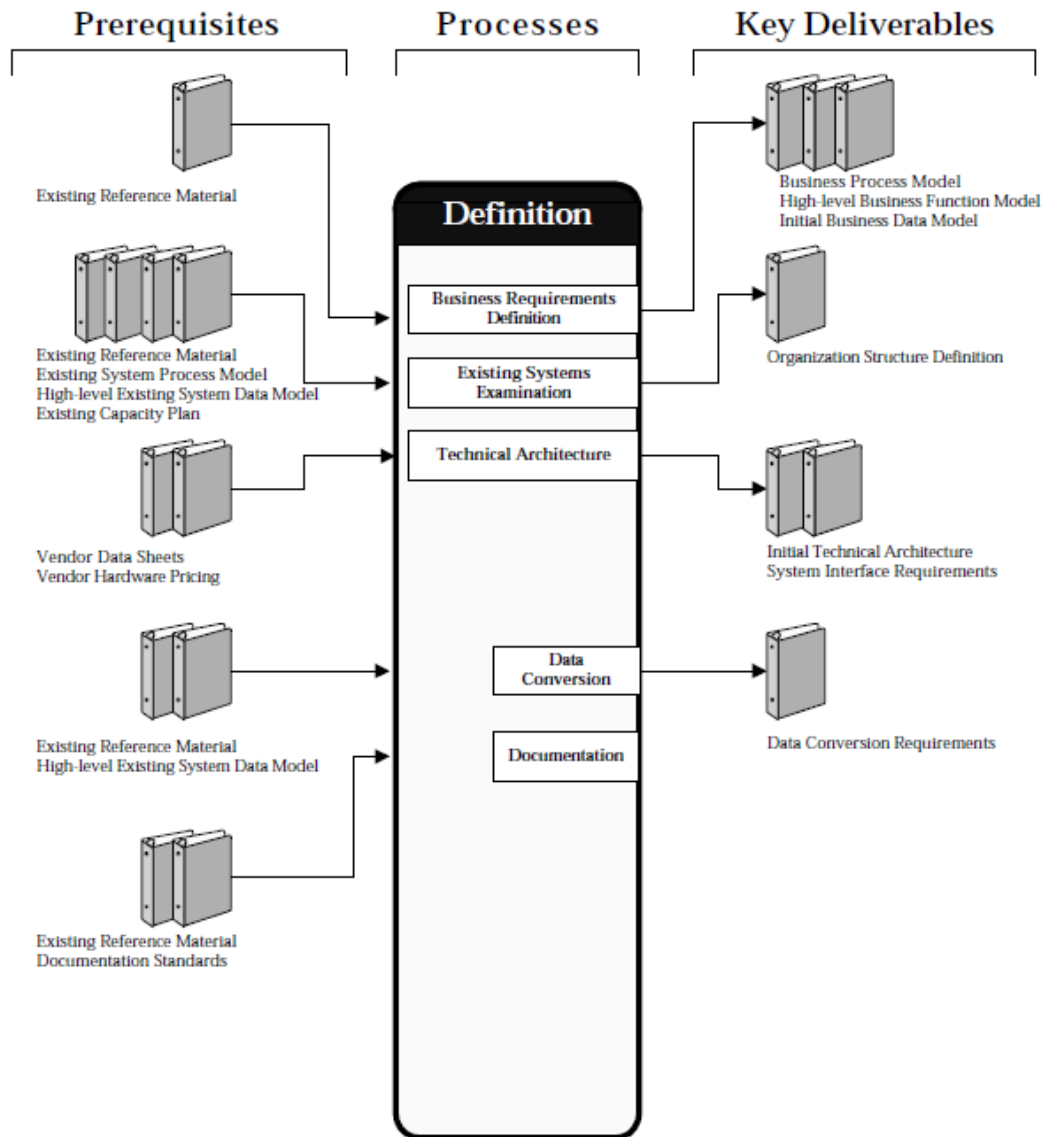 Prerequisites
Processes
Key Deliverables
Existing Reference Material
Business Process Model
High-level Business Function Model
Initial Business Data Model
Definition
Business Requirements
Definition
Existing Reference Material
Existing System Process Model
High-level Existing System Data Model
Existing Capacity Plan
Existing Systems
Examination
Organization Structure Definition
Technical Architecture
Vendor Data Sheets
Vendor Hardware Pricing
Initial Technical Architecture
System Interface Requirements
Data
Conversion
Existing Reference Material
High-level Existing System Data Model
Data Conversion Requirements
Documentation
Existing Reference Material
Documentation Standards